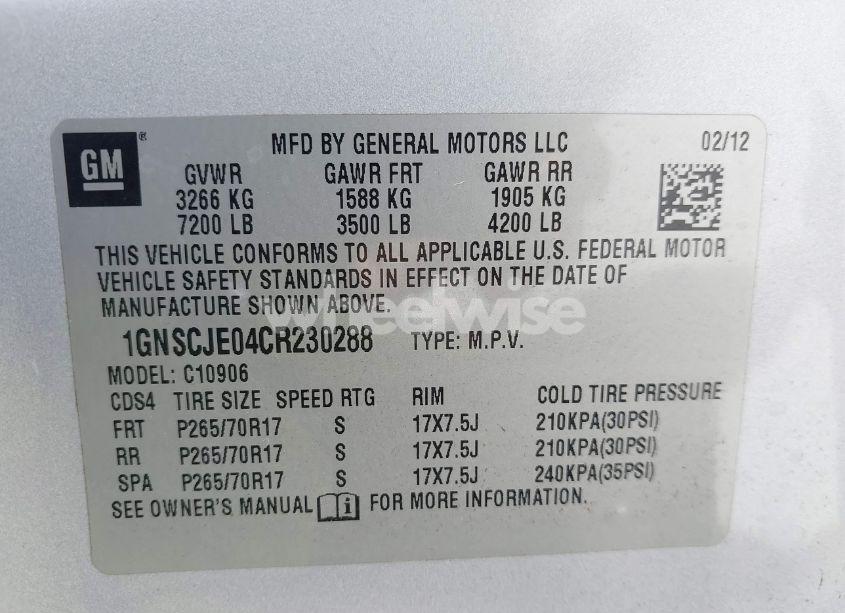 GM ® MFD BY GENERAL MOTORS LLC 02/12
GVWR GAWR FRT GAWR RR
3266 KG 1588 KG 1905 KG
7200 LB 3500 LB 4200 LB
THIS VEHICLE CONFORMS TO ALL APPLICABLE U.S. FEDERAL MOTOR
VEHICLE SAFETY STANDARDS IN EFFECT ON THE DATE OF
MANUFACTURE SHOWN ABOVE.
wheelwise
1GNSCJE04CR230288 TYPE: M.P.V.
MODEL: C10906
CDS4 TIRE SIZE SPEED RTG RIM COLD TIRE PRESSURE
FRT P265/70R17 S 17X7.5J 210KPA(30PSI)
RR P265/70R17 S 17X7.5J 210KPA(30PSI)
SPA P265/70R17 S 17X7.5J 240KPA(35PSI)
SEE OWNER'S MANUAL i FOR MORE INFORMATION.